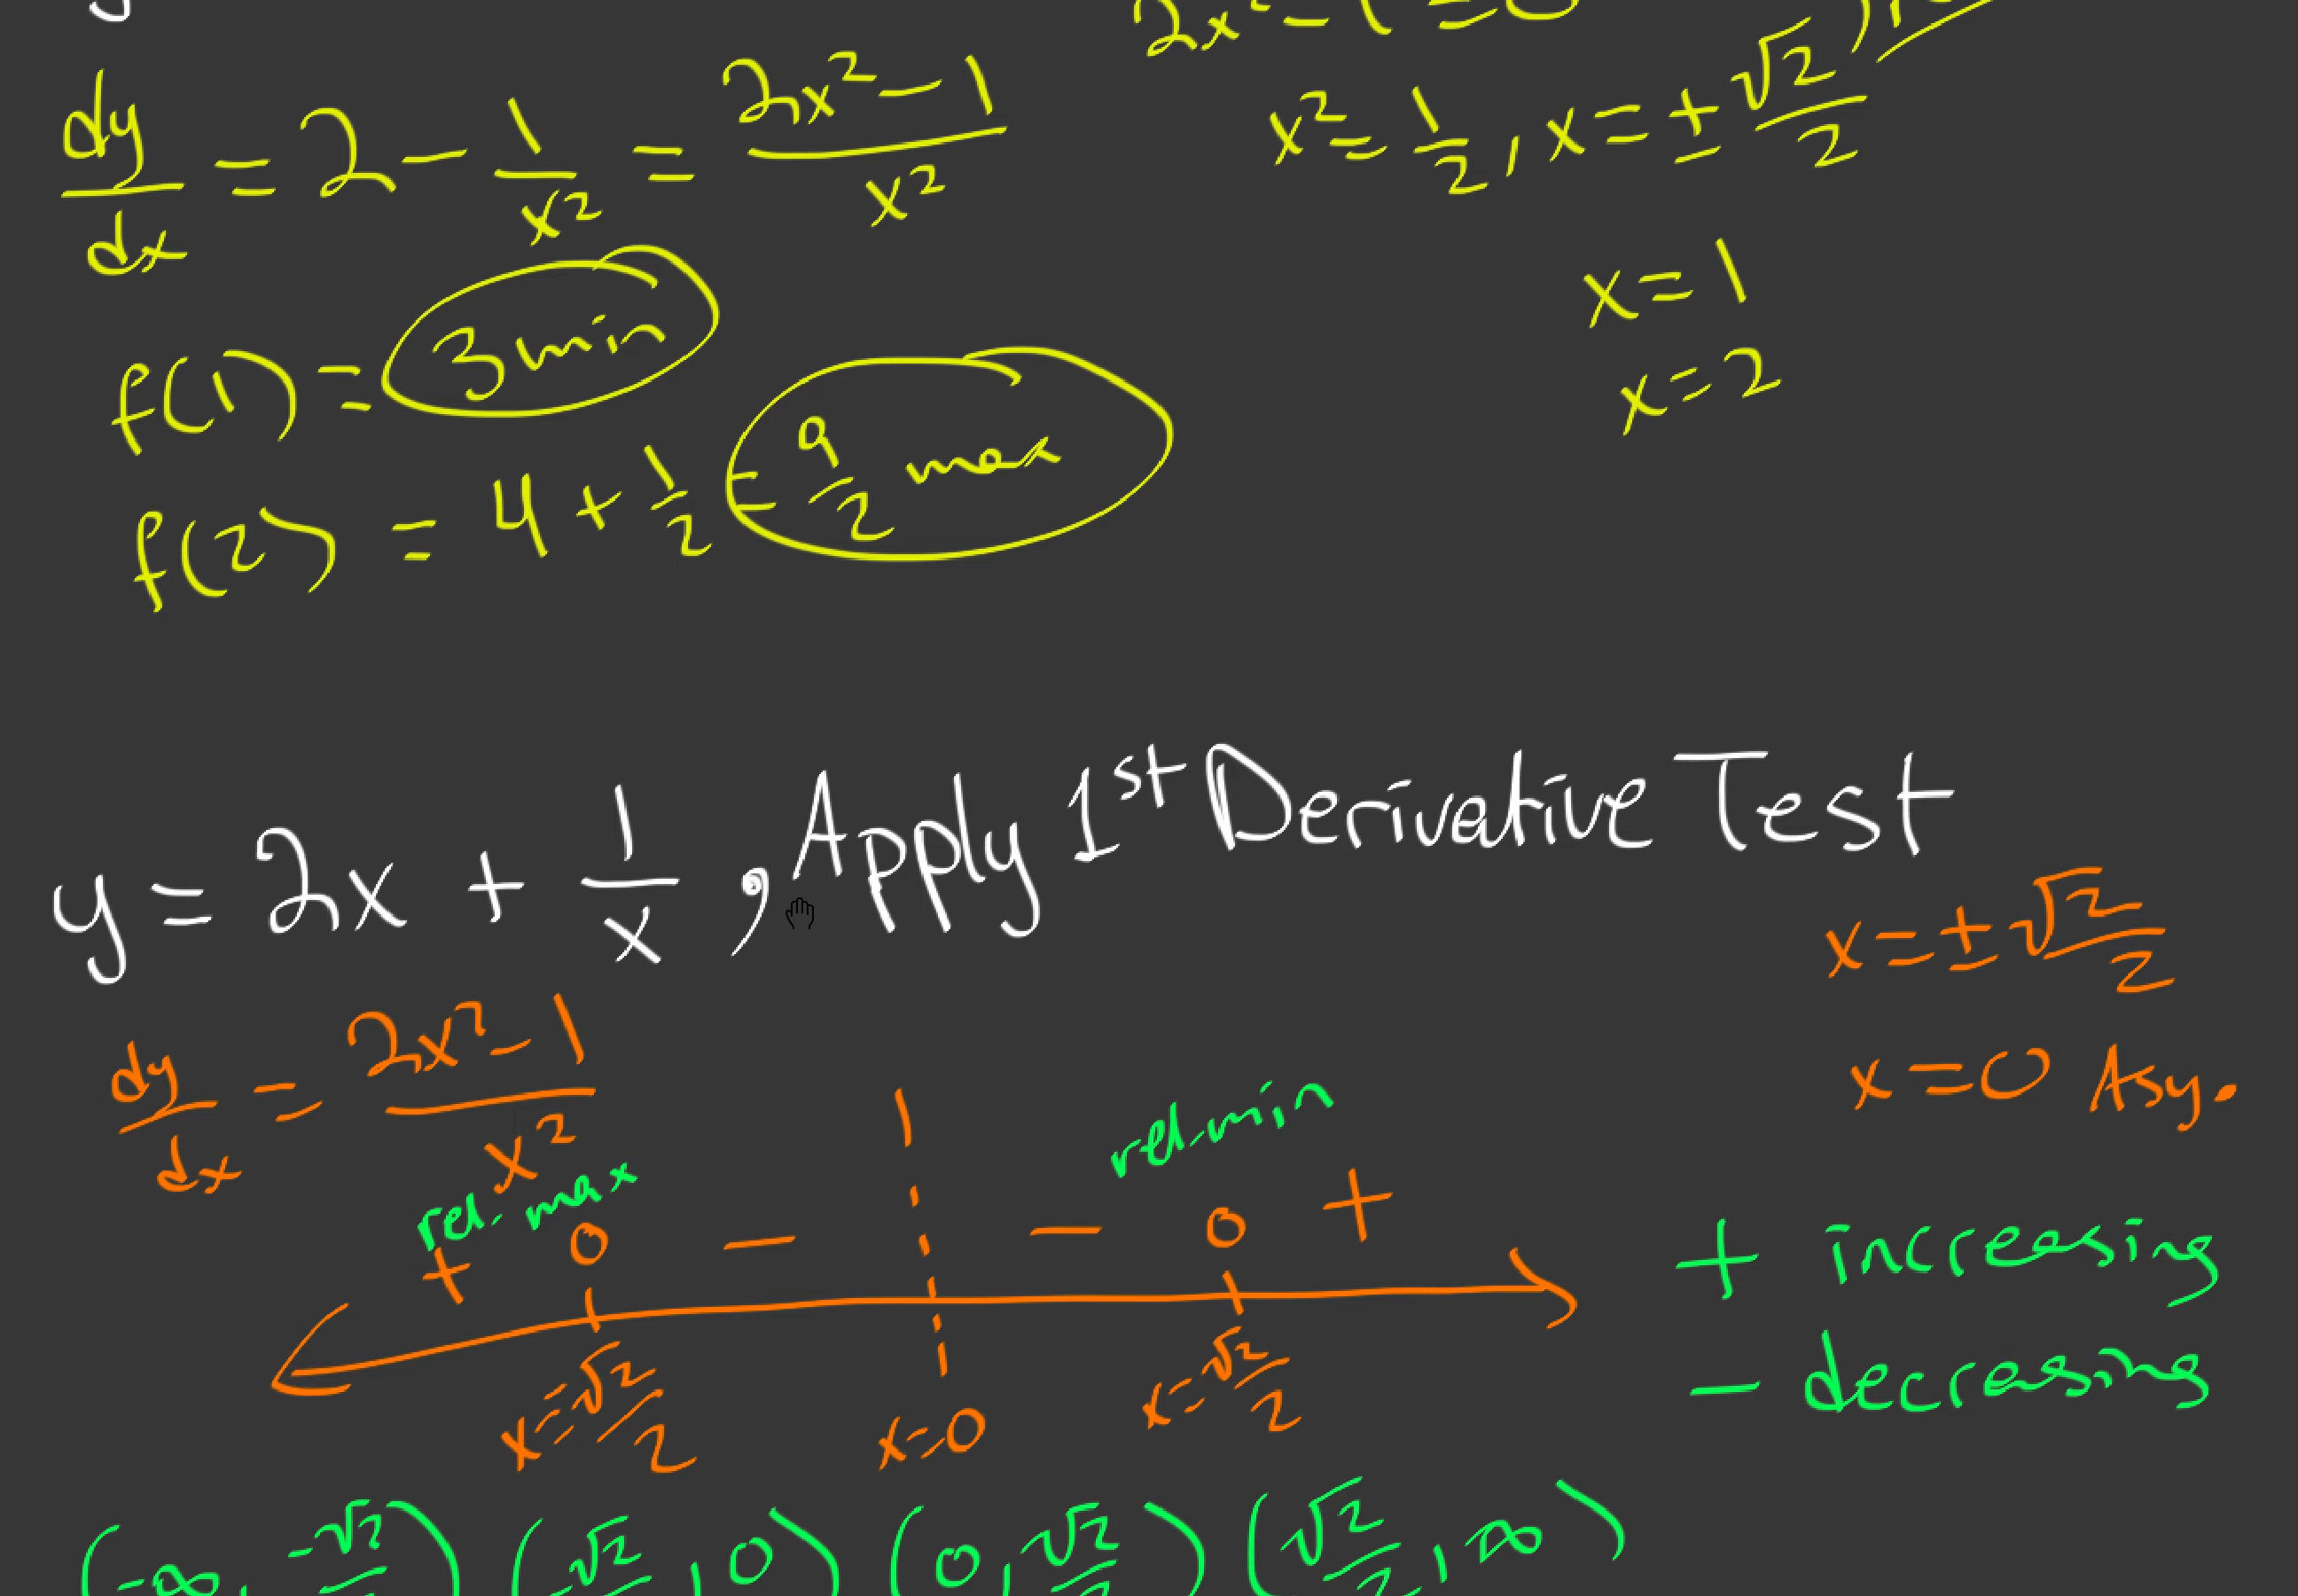 2x² - 1 = 0
dy/dx = 2 - 1/x² = (2x² - 1)/x²
x² = 1/2, x = ± √2/2
x = 1
x = 2
f(1) = 3 min
f(2) = 4 + 1/2 = 9/2 max
y = 2x + 1/x, Apply 1st Derivative Test
x = ± √2/2
dy/dx = (2x² - 1)/x²
x = 0 Asy.
rel. max
rel. min
+ 0 - - 0 +
+ increasing
x = -√2/2 x = 0 x = √2/2
- decreasing
(-∞, -√2/2) (-√2/2, 0) (0, √2/2) (√2/2, ∞)